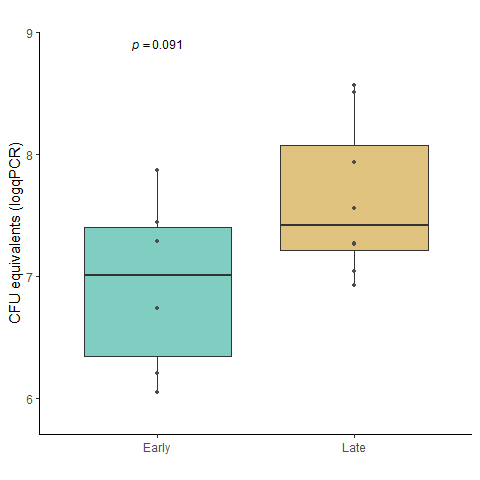 p = 0.091
CFU equivalents (logqPCR)
9
8
7
6
Early
Late